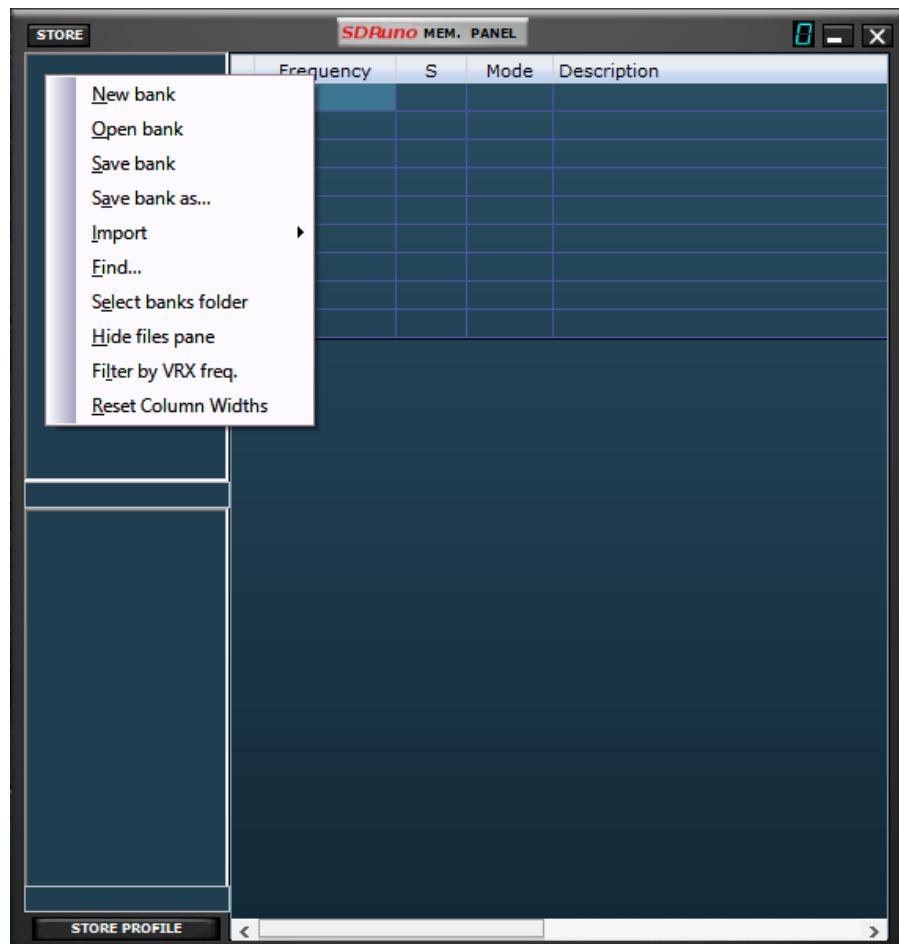 STORE
SDRuno MEM. PANEL
0
Frequency S Mode Description
New bank
Open bank
Save bank
Save bank as...
Import
Find...
Select banks folder
Hide files pane
Filter by VRX freq.
Reset Column Widths
STORE PROFILE